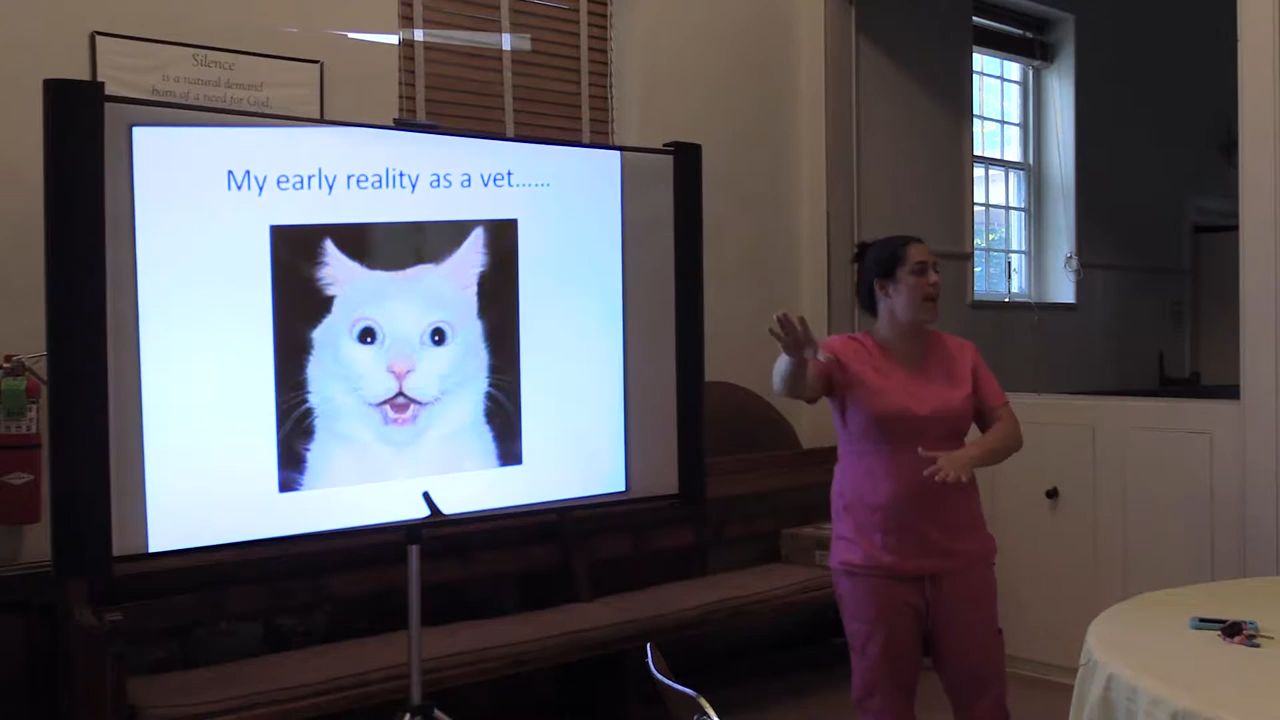 Silence
is a natural demand
born of a need for God,
My early reality as a vet......